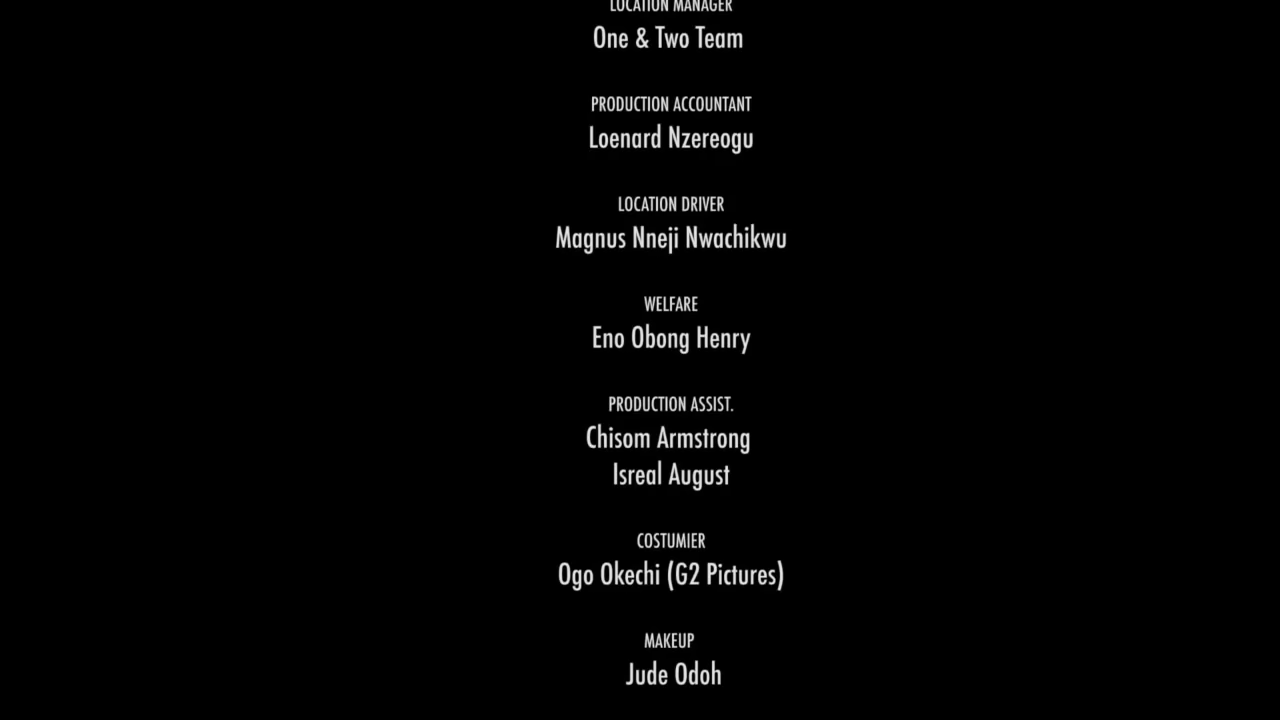 LOCATION MANAGER
One & Two Team
PRODUCTION ACCOUNTANT
Loenard Nzereogu
LOCATION DRIVER
Magnus Nneji Nwachikwu
WELFARE
Eno Obong Henry
PRODUCTION ASSIST.
Chisom Armstrong
Isreal August
COSTUMIER
Ogo Okechi (G2 Pictures)
MAKEUP
Jude Odoh